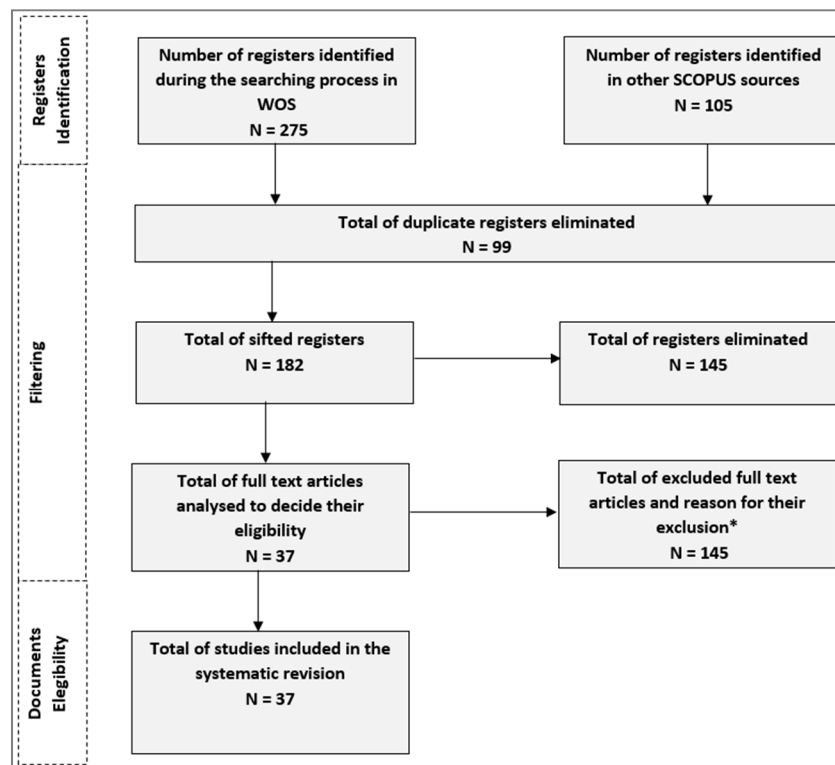 Registers
Identification
Number of registers identified
during the searching process in
WOS
N = 275
Number of registers identified
in other SCOPUS sources
N = 105
Filtering
Total of duplicate registers eliminated
N = 99
Total of sifted registers
N = 182
Total of registers eliminated
N = 145
Total of full text articles
analysed to decide their
eligibility
N = 37
Total of excluded full text
articles and reason for their
exclusion*
N = 145
Documents
Elegibility
Total of studies included in the
systematic revision
N = 37